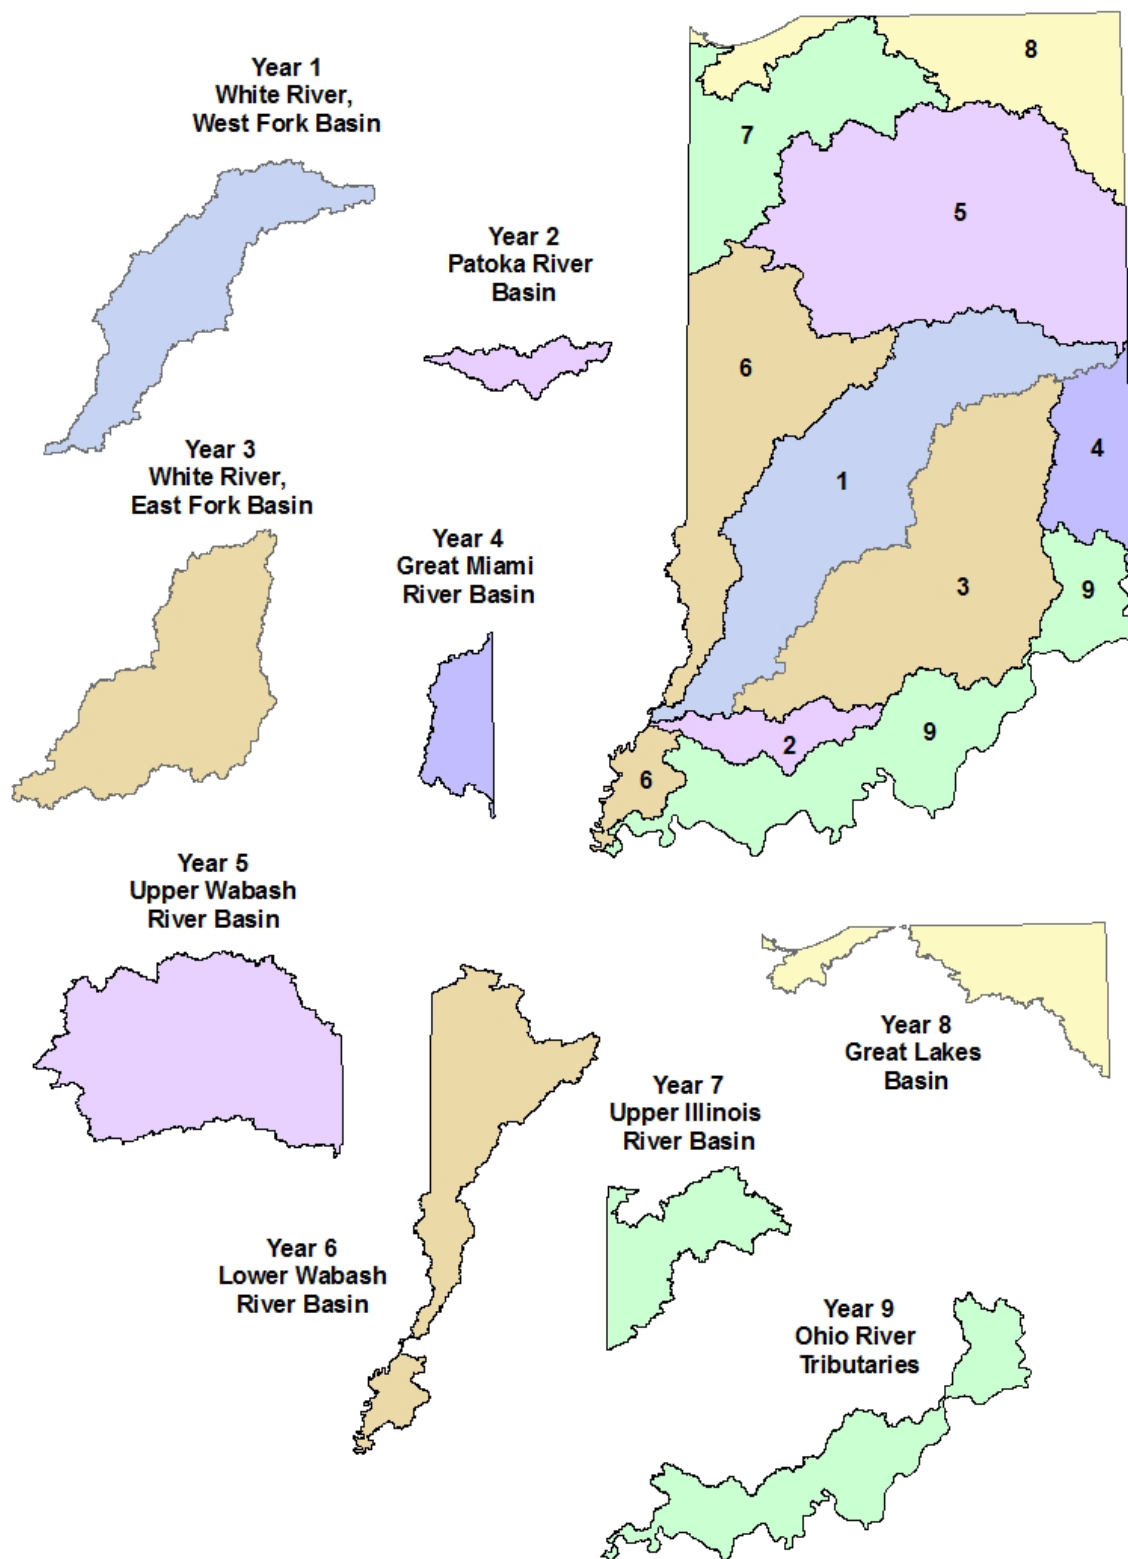 Year 1
White River,
West Fork Basin
Year 2
Patoka River
Basin
Year 3
White River,
East Fork Basin
Year 4
Great Miami
River Basin
8
7
5
6
1
4
3
9
2
9
6
Year 5
Upper Wabash
River Basin
Year 8
Great Lakes
Basin
Year 7
Upper Illinois
River Basin
Year 6
Lower Wabash
River Basin
Year 9
Ohio River
Tributaries